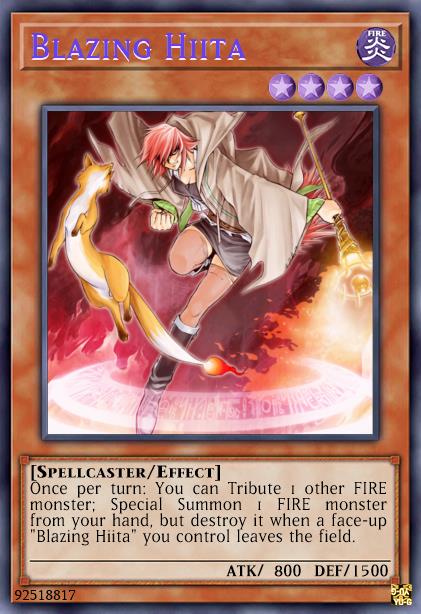 Blazing Hiita
FIRE
炎
[Spellcaster/Effect]
Once per turn: You can Tribute 1 other FIRE
monster; Special Summon 1 FIRE monster
from your hand, but destroy it when a face-up
"Blazing Hiita" you control leaves the field.
ATK/ 800 DEF/1500
92518817